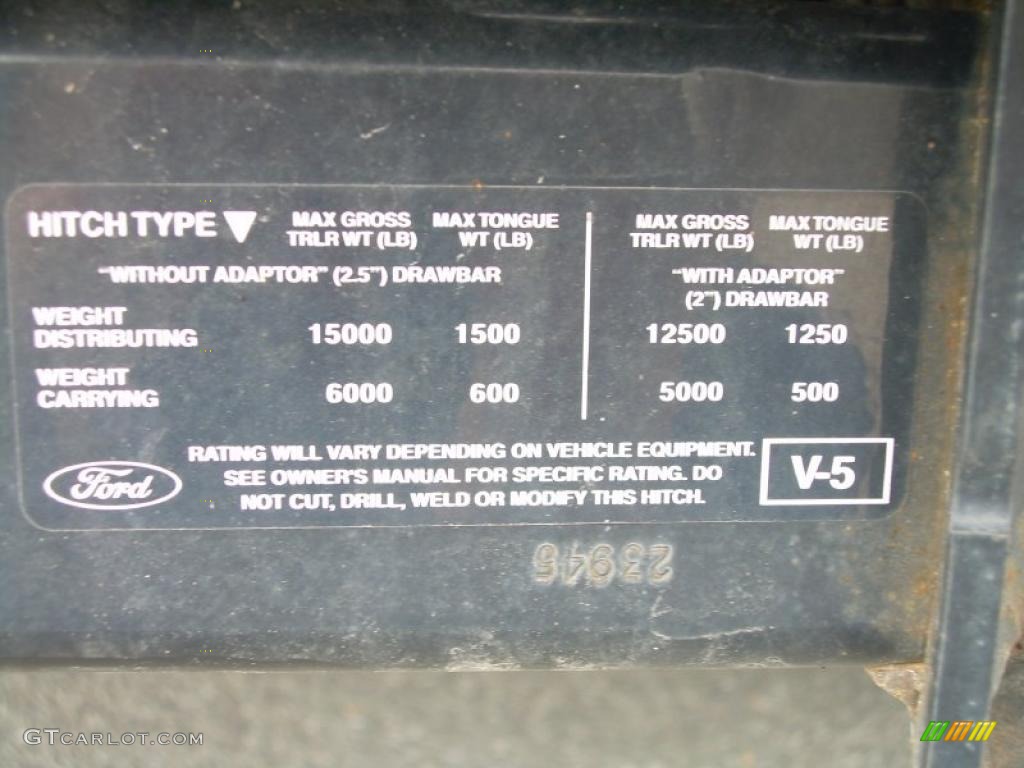 HITCH TYPE MAX GROSS TRLR WT (LB) MAX TONGUE WT (LB) MAX GROSS TRLR WT (LB) MAX TONGUE WT (LB)
"WITHOUT ADAPTOR" (2.5") DRAWBAR
"WITH ADAPTOR"
(2") DRAWBAR
WEIGHT
DISTRIBUTING 15000 1500 12500 1250
WEIGHT
CARRYING 6000 600 5000 500
RATING WILL VARY DEPENDING ON VEHICLE EQUIPMENT.
SEE OWNER'S MANUAL FOR SPECIFIC RATING. DO
NOT CUT, DRILL, WELD OR MODIFY THIS HITCH.
Ford
V-5
23945
GTCARLOT.COM